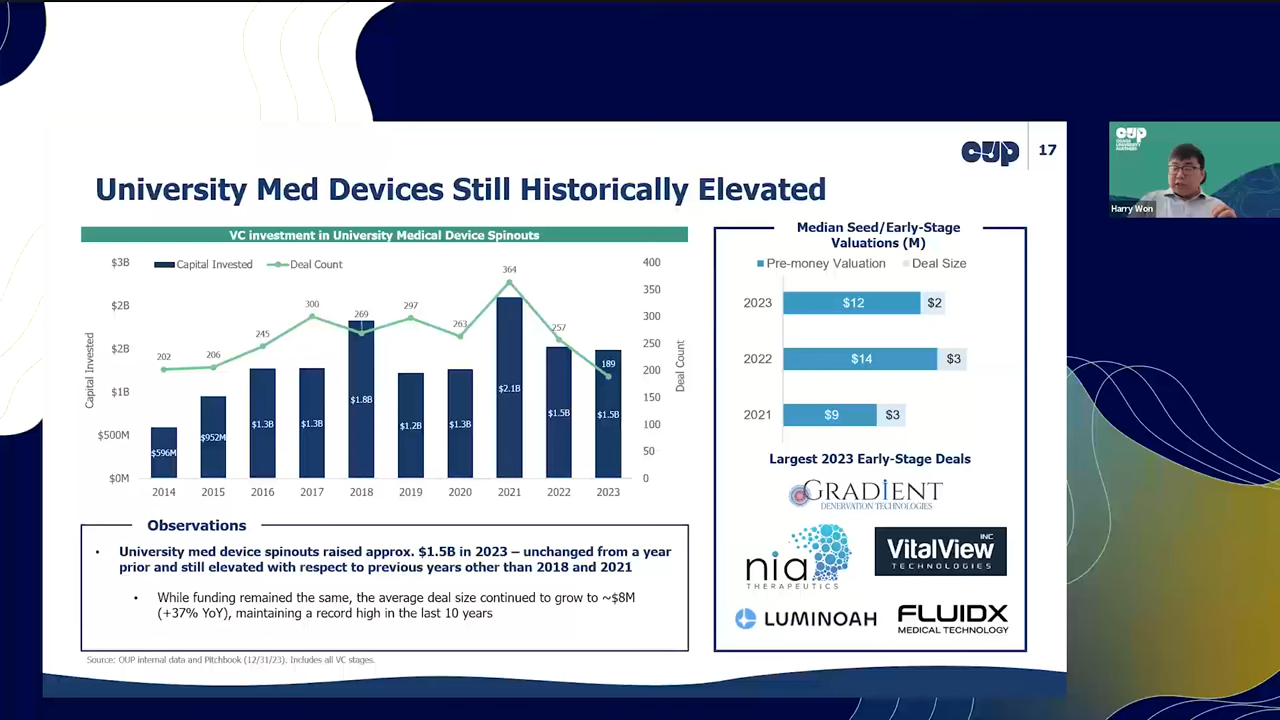 oup
17
University Med Devices Still Historically Elevated
VC investment in University Medical Device Spinouts
Capital Invested
Deal Count
Capital Invested
$3B
$2B
$2B
$1B
$500M
$0M
400
350
300
250
200
150
100
50
0
Deal Count
202
206
245
300
269
297
263
364
257
189
$596M
$952M
$1.3B
$1.3B
$1.8B
$1.2B
$1.3B
$2.1B
$1.5B
$1.5B
2014 2015 2016 2017 2018 2019 2020 2021 2022 2023
Observations
• University med device spinouts raised approx. $1.5B in 2023 – unchanged from a year
prior and still elevated with respect to previous years other than 2018 and 2021
• While funding remained the same, the average deal size continued to grow to ~$8M
(+37% YoY), maintaining a record high in the last 10 years
Source: OUP internal data and Pitchbook (12/31/23). Includes all VC stages.
Median Seed/Early-Stage
Valuations (M)
Pre-money Valuation
Deal Size
2023 $12 $2
2022 $14 $3
2021 $9 $3
Largest 2023 Early-Stage Deals
GRADIENT
DENERVATION TECHNOLOGIES
nia
THERAPEUTICS
VitalView INC
TECHNOLOGIES
LUMINOAH
FLUIDX
MEDICAL TECHNOLOGY
oup
OSAGE
UNIVERSITY
PARTNERS
Harry Won